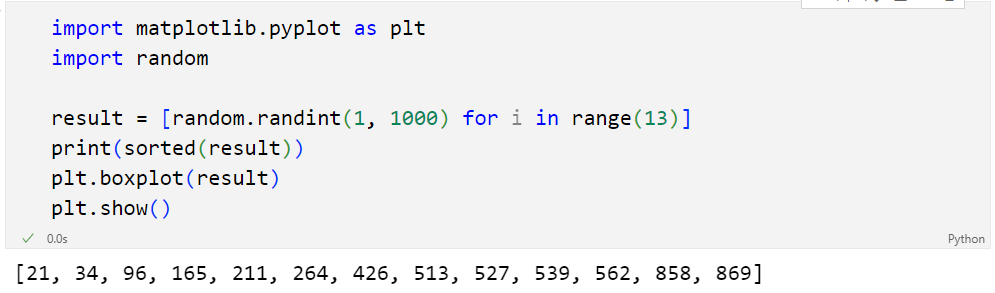 import matplotlib.pyplot as plt
import random
result = [random.randint(1, 1000) for i in range(13)]
print(sorted(result))
plt.boxplot(result)
plt.show()
0.0s
Python
[21, 34, 96, 165, 211, 264, 426, 513, 527, 539, 562, 858, 869]